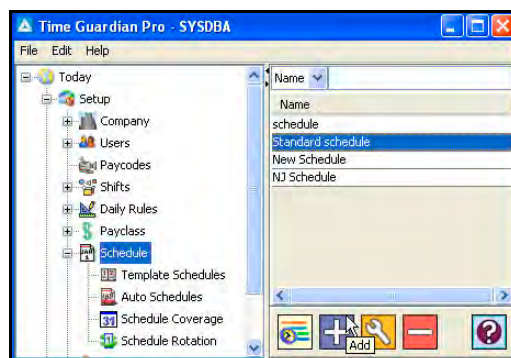 Time Guardian Pro - SYSDBA
File Edit Help
Today
Setup
Company
Users
Paycodes
Shifts
Daily Rules
Payclass
Schedule
Template Schedules
Auto Schedules
31 Schedule Coverage
Schedule Rotation
Name
Name
schedule
Standard schedule
New Schedule
NJ Schedule
Add